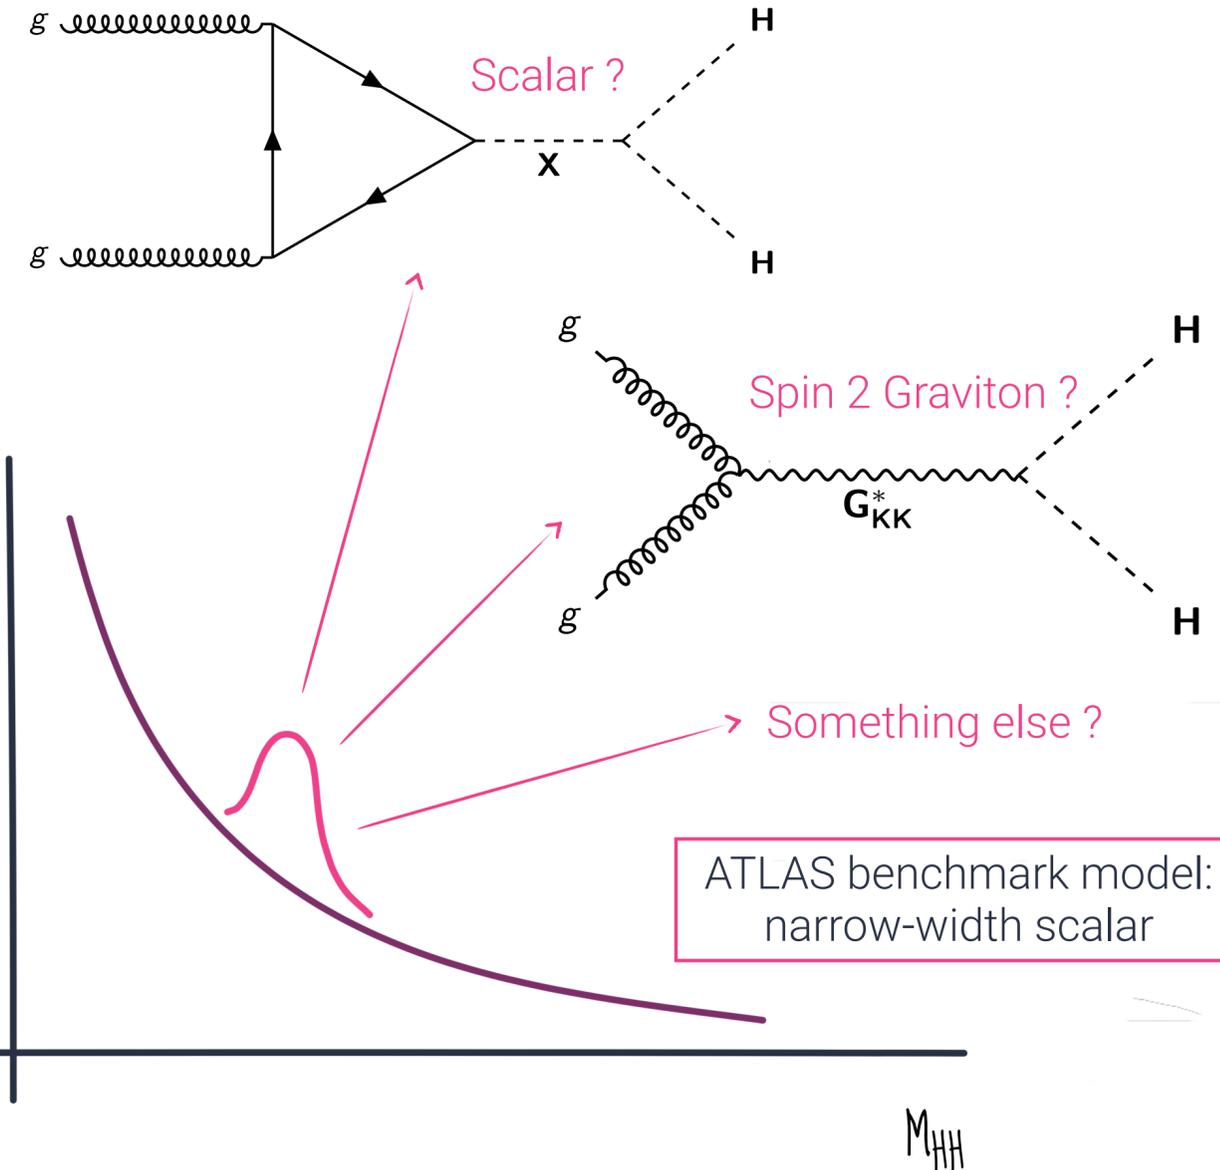 g
H
Scalar ?
X
g
H
g
H
Spin 2 Graviton ?
G*KK
g
H
Something else ?
ATLAS benchmark model:
narrow-width scalar
MHH